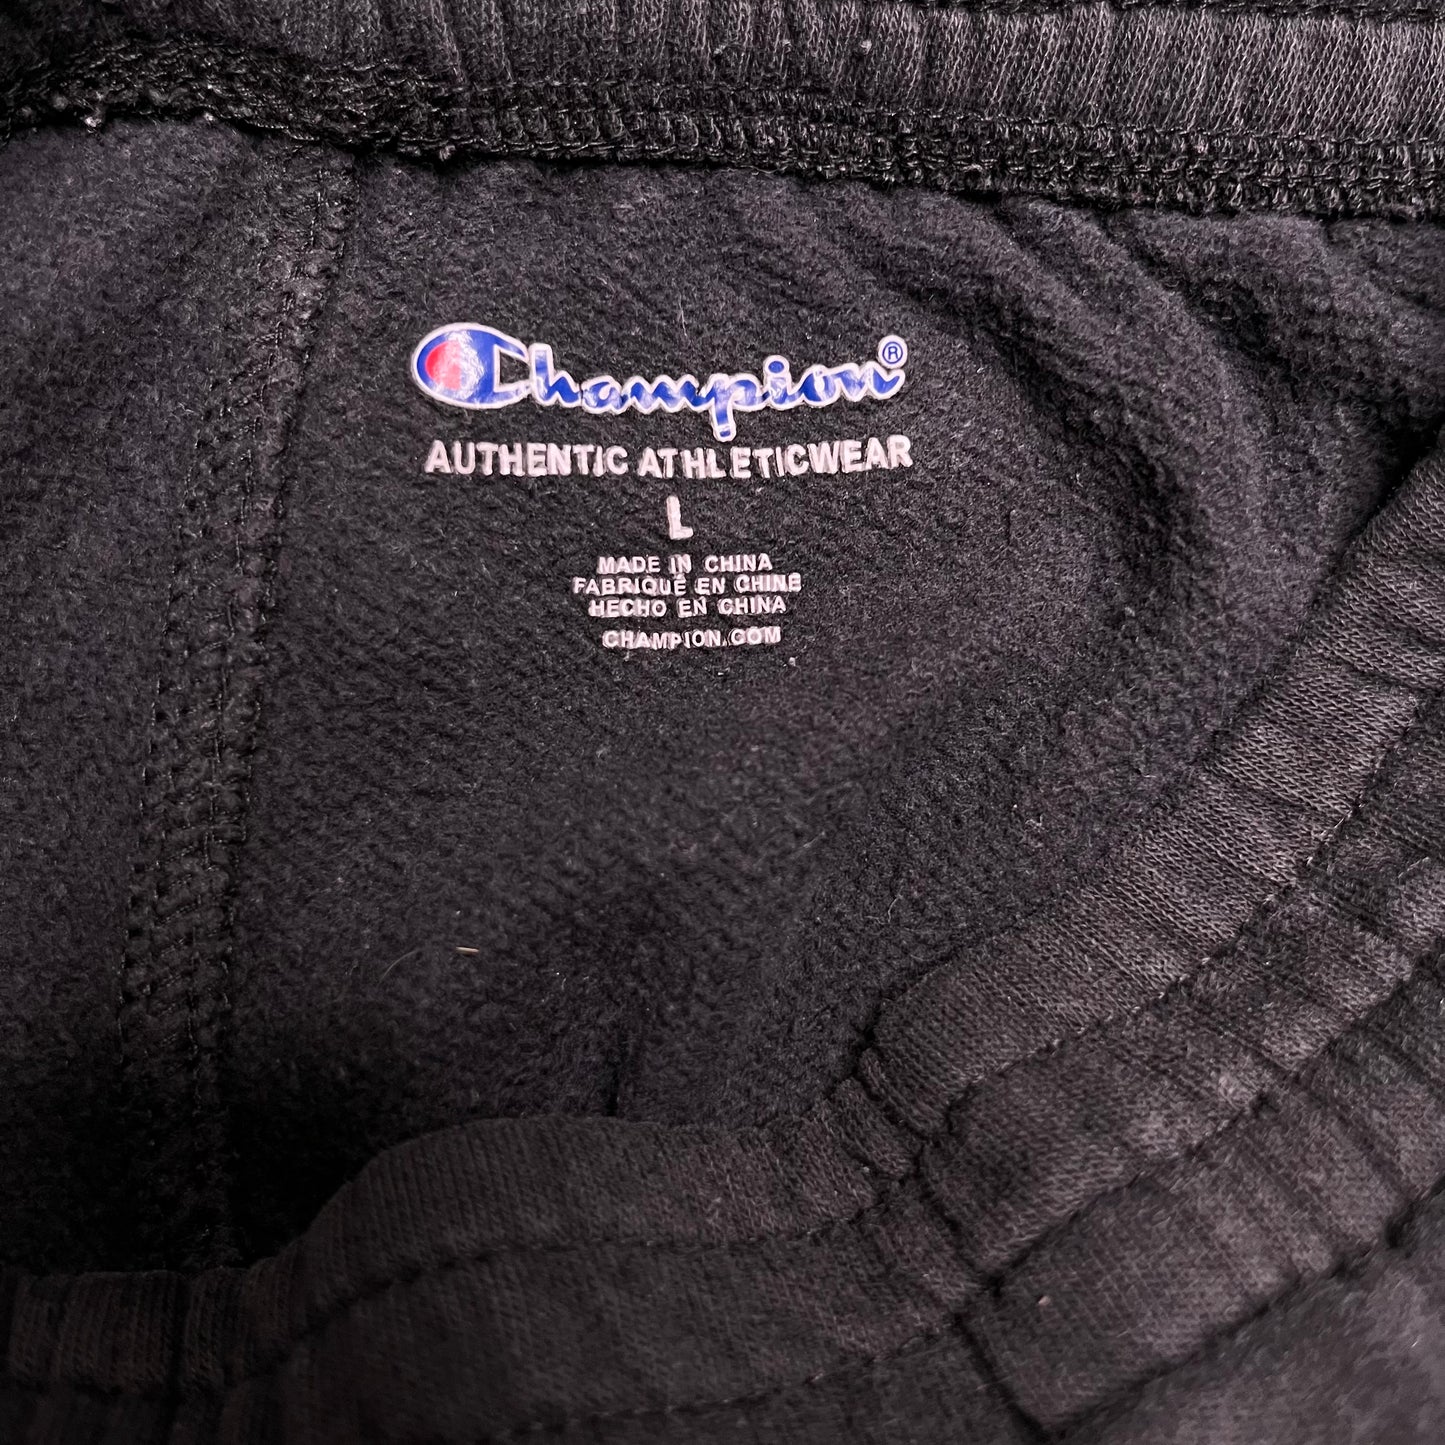 Champion®
AUTHENTIC ATHLETICWEAR
L
MADE IN CHINA
FABRIQUÉ EN CHINE
HECHO EN CHINA
CHAMPION.COM